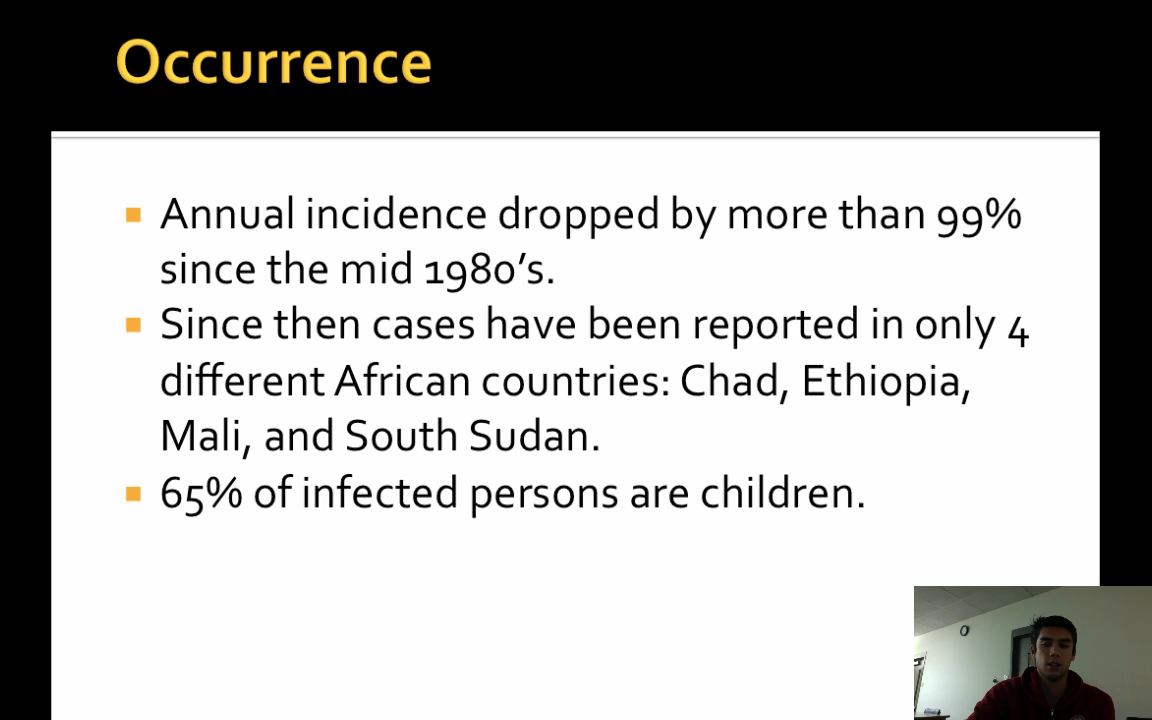 Occurrence
Annual incidence dropped by more than 99%
since the mid 1980’s.
Since then cases have been reported in only 4
different African countries: Chad, Ethiopia,
Mali, and South Sudan.
65% of infected persons are children.